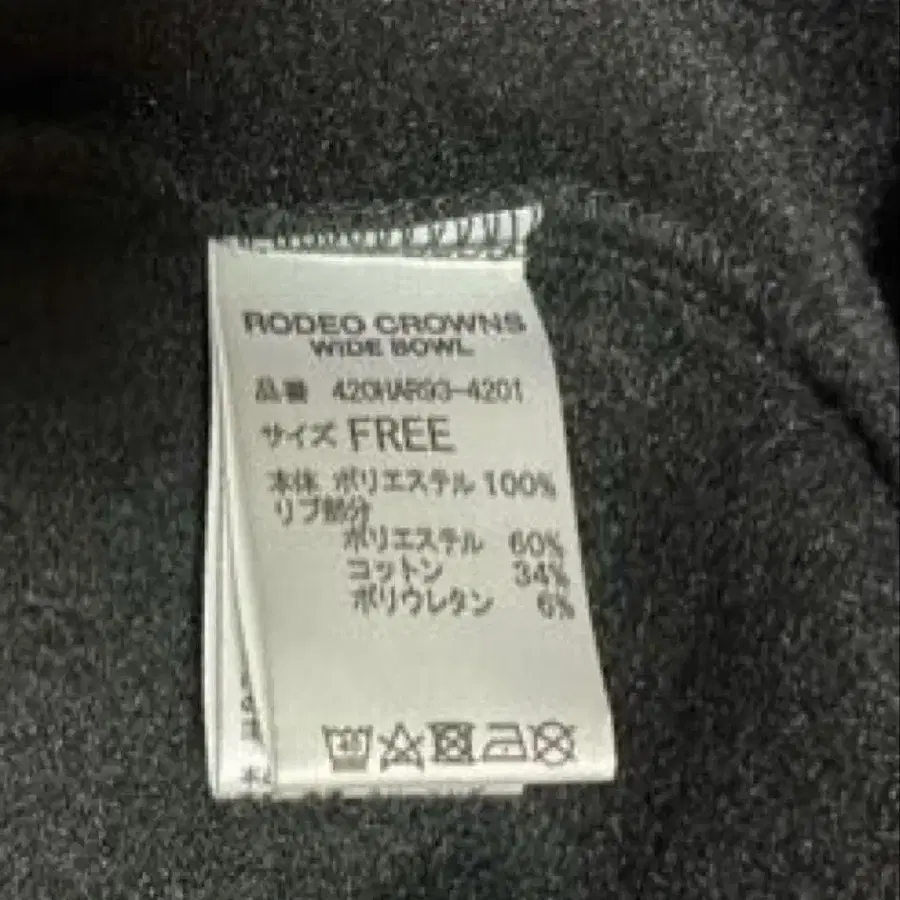 RODEO CROWNS
WIDE BOWL
品番 420HAR93-4201
サイズ FREE
本体 ポリエステル 100%
リブ部分
ポリエステル 60%
コットン 34%
ポリウレタン 6%
40